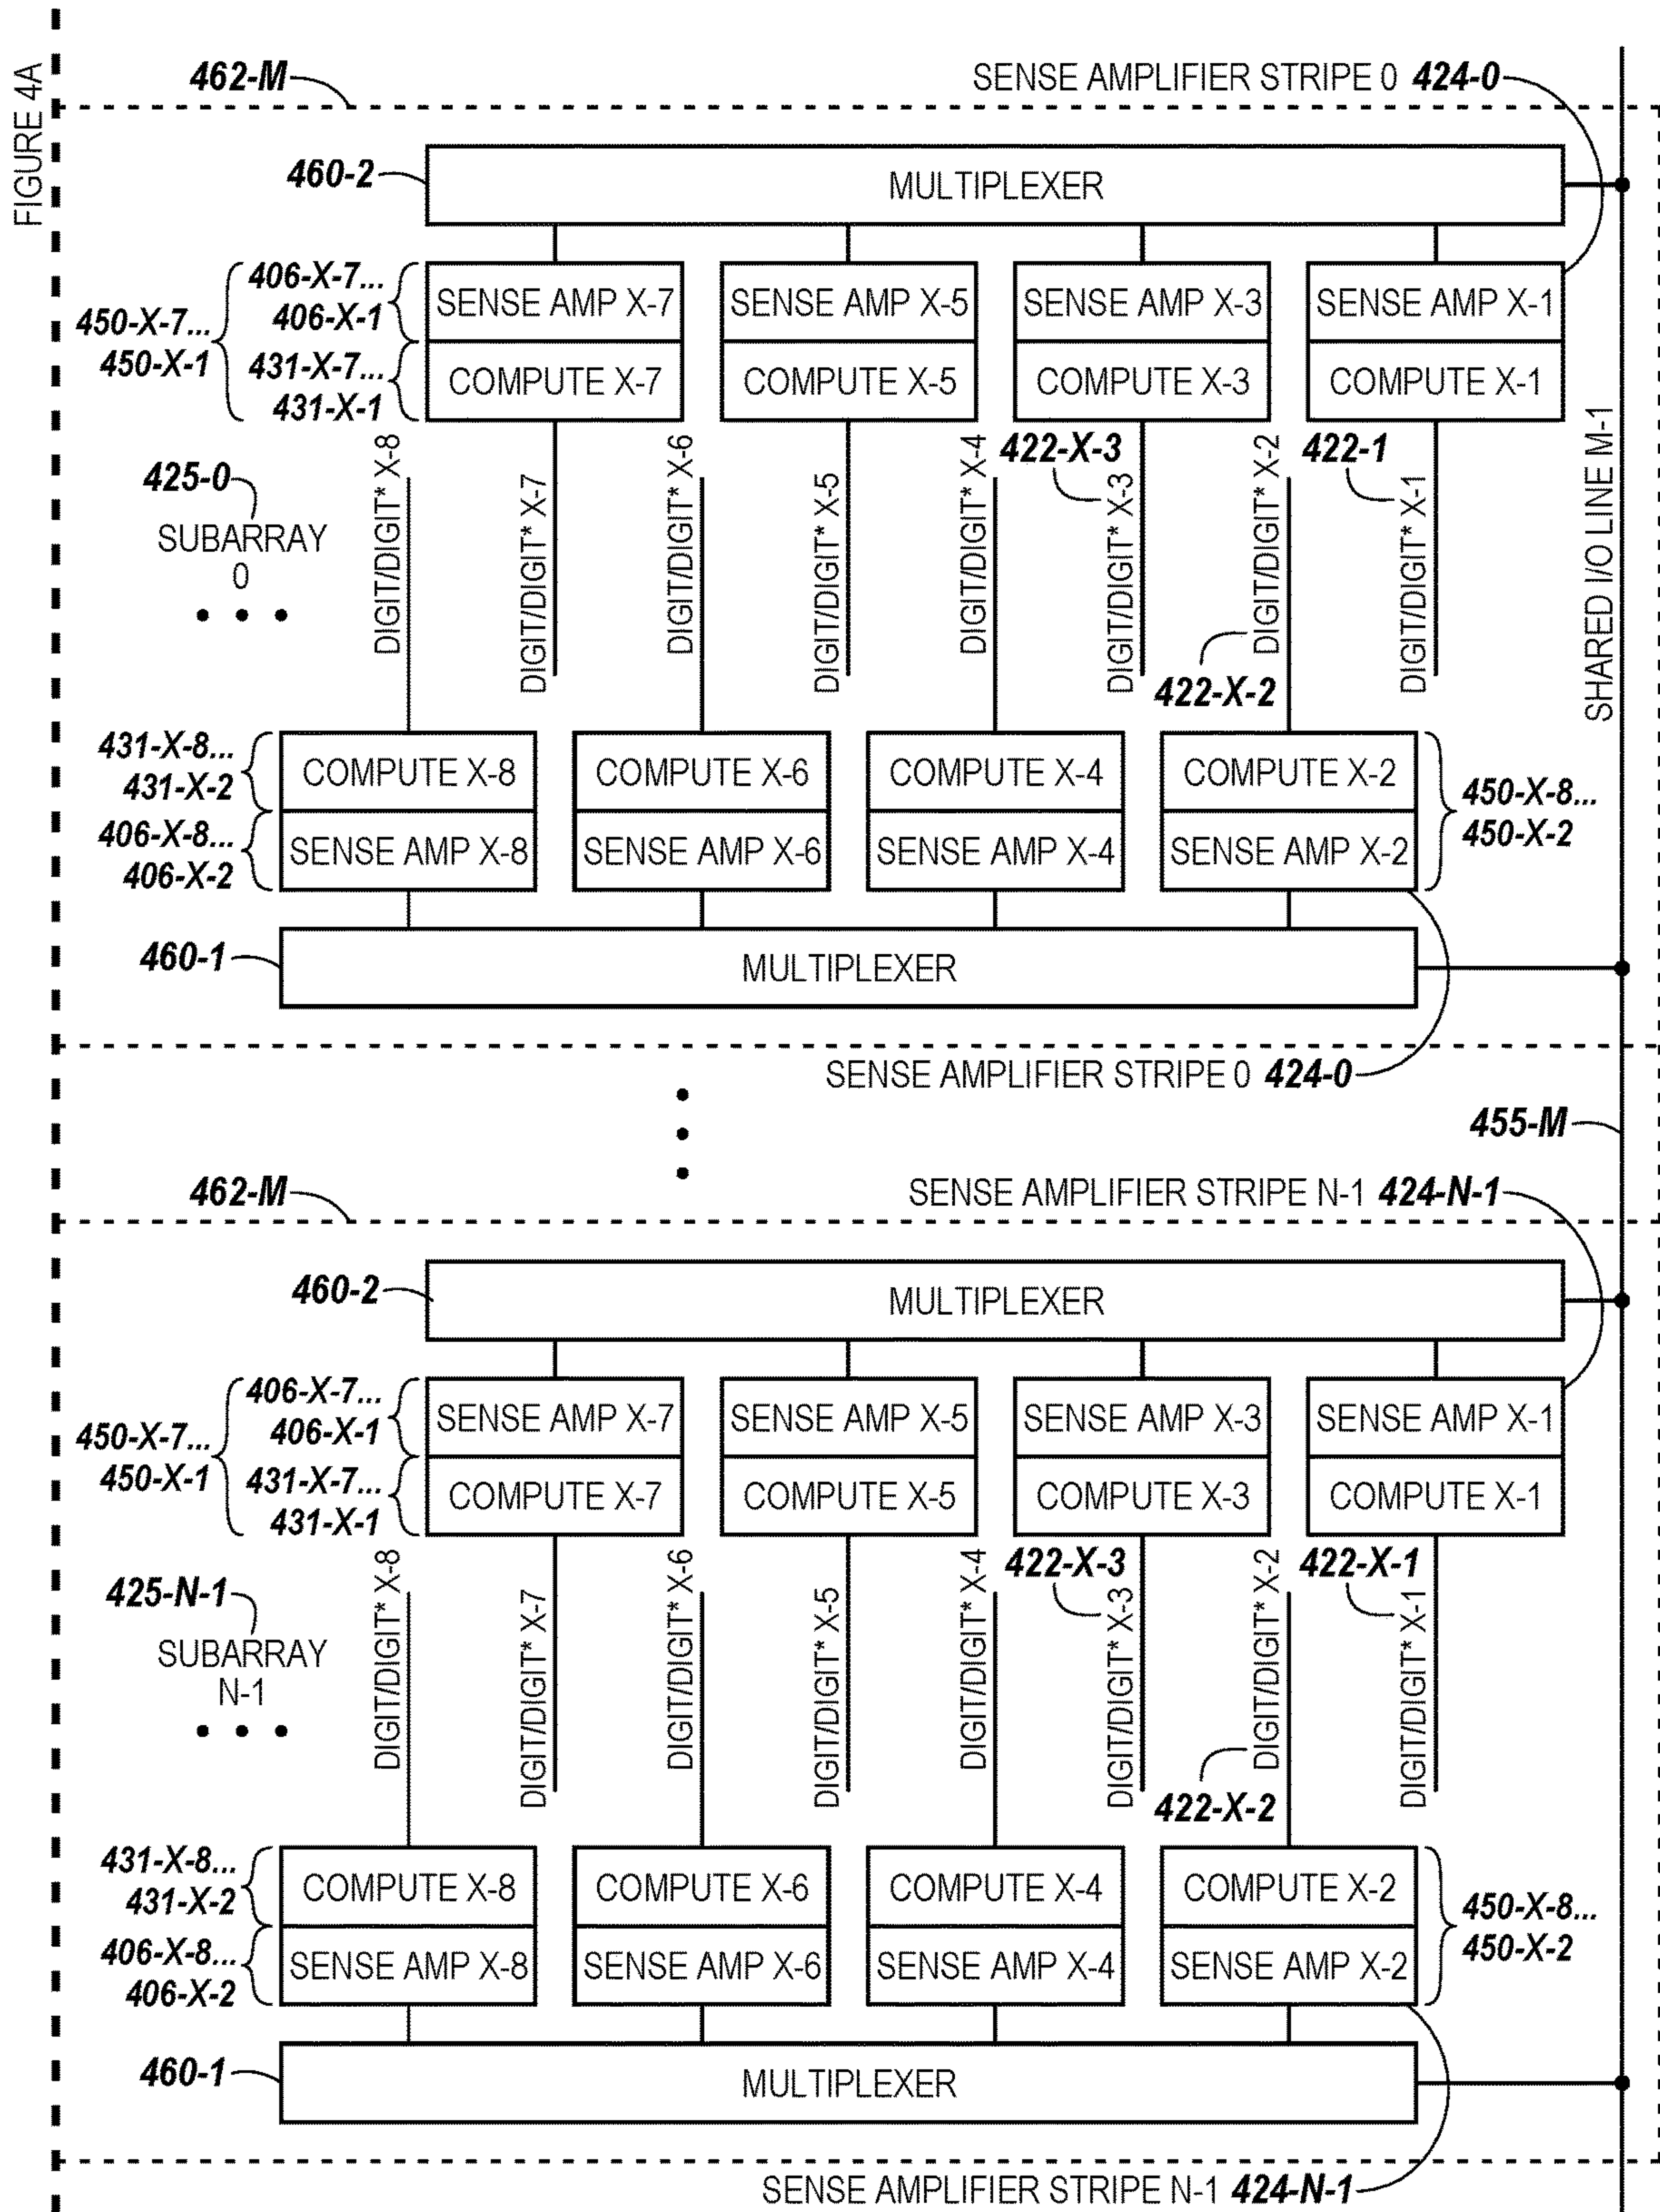 FIGURE 4A
462-M
SENSE AMPLIFIER STRIPE 0 424-0
460-2
MULTIPLEXER
450-X-7...
450-X-1
406-X-7...
406-X-1
431-X-7...
431-X-1
SENSE AMP X-7
SENSE AMP X-5
SENSE AMP X-3
SENSE AMP X-1
COMPUTE X-7
COMPUTE X-5
COMPUTE X-3
COMPUTE X-1
425-0
SUBARRAY
0
• • •
DIGIT/DIGIT* X-8
DIGIT/DIGIT* X-7
DIGIT/DIGIT* X-6
DIGIT/DIGIT* X-5
DIGIT/DIGIT* X-4
422-X-3
DIGIT/DIGIT* X-3
DIGIT/DIGIT* X-2
422-X-2
422-1
DIGIT/DIGIT* X-1
SHARED I/O LINE M-1
431-X-8...
431-X-2
406-X-8...
406-X-2
COMPUTE X-8
COMPUTE X-6
COMPUTE X-4
COMPUTE X-2
SENSE AMP X-8
SENSE AMP X-6
SENSE AMP X-4
SENSE AMP X-2
450-X-8...
450-X-2
460-1
MULTIPLEXER
SENSE AMPLIFIER STRIPE 0 424-0
455-M
462-M
SENSE AMPLIFIER STRIPE N-1 424-N-1
460-2
MULTIPLEXER
450-X-7...
450-X-1
406-X-7...
406-X-1
431-X-7...
431-X-1
SENSE AMP X-7
SENSE AMP X-5
SENSE AMP X-3
SENSE AMP X-1
COMPUTE X-7
COMPUTE X-5
COMPUTE X-3
COMPUTE X-1
425-N-1
SUBARRAY
N-1
• • •
DIGIT/DIGIT* X-8
DIGIT/DIGIT* X-7
DIGIT/DIGIT* X-6
DIGIT/DIGIT* X-5
DIGIT/DIGIT* X-4
422-X-3
DIGIT/DIGIT* X-3
DIGIT/DIGIT* X-2
422-X-2
422-X-1
DIGIT/DIGIT* X-1
431-X-8...
431-X-2
406-X-8...
406-X-2
COMPUTE X-8
COMPUTE X-6
COMPUTE X-4
COMPUTE X-2
SENSE AMP X-8
SENSE AMP X-6
SENSE AMP X-4
SENSE AMP X-2
450-X-8...
450-X-2
460-1
MULTIPLEXER
SENSE AMPLIFIER STRIPE N-1 424-N-1